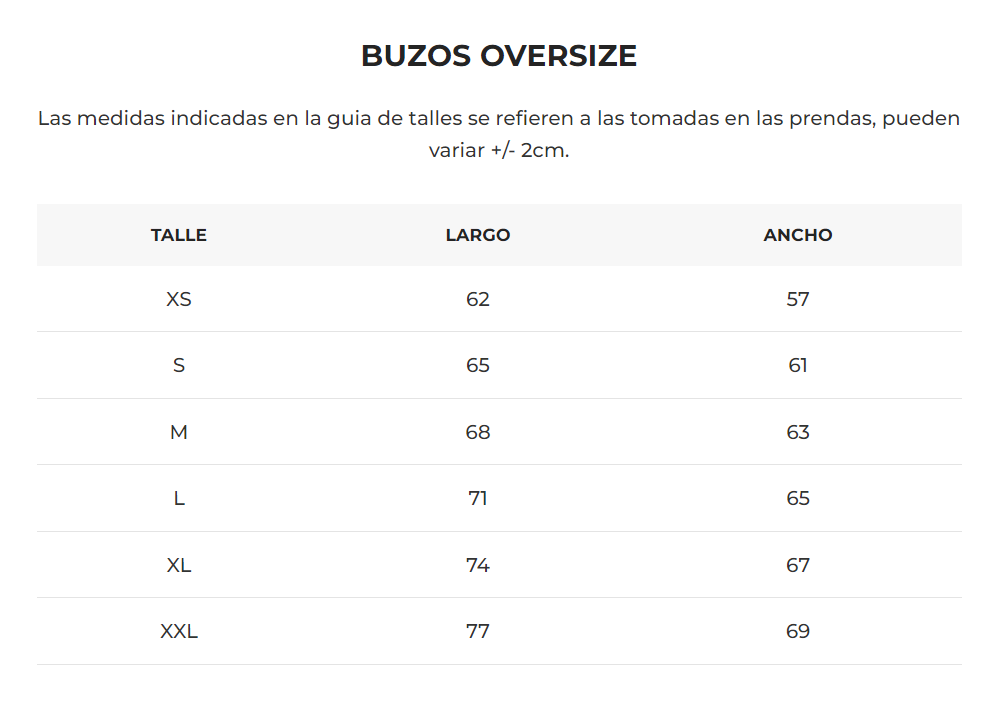 BUZOS OVERSIZE
Las medidas indicadas en la guia de talles se refieren a las tomadas en las prendas, pueden
variar +/- 2cm.
TALLE LARGO ANCHO
XS 62 57
S 65 61
M 68 63
L 71 65
XL 74 67
XXL 77 69